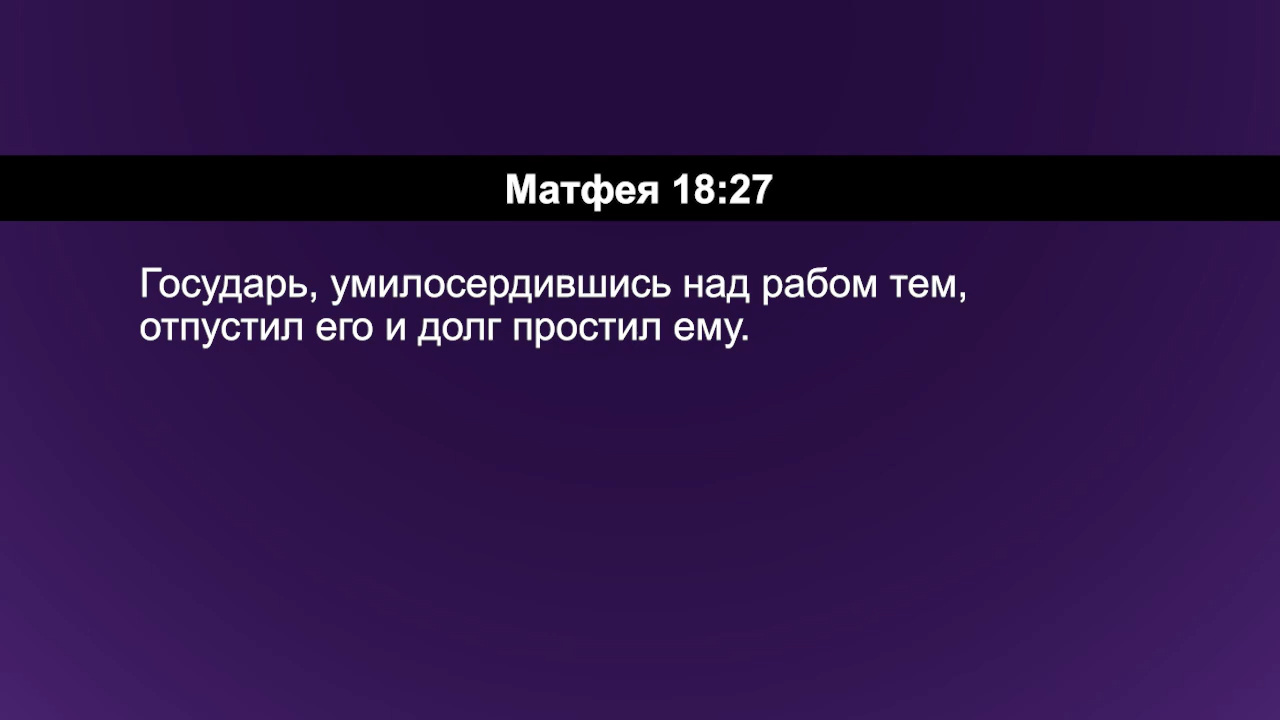 Матфея 18:27
Государь, умилосердившись над рабом тем,
отпустил его и долг простил ему.